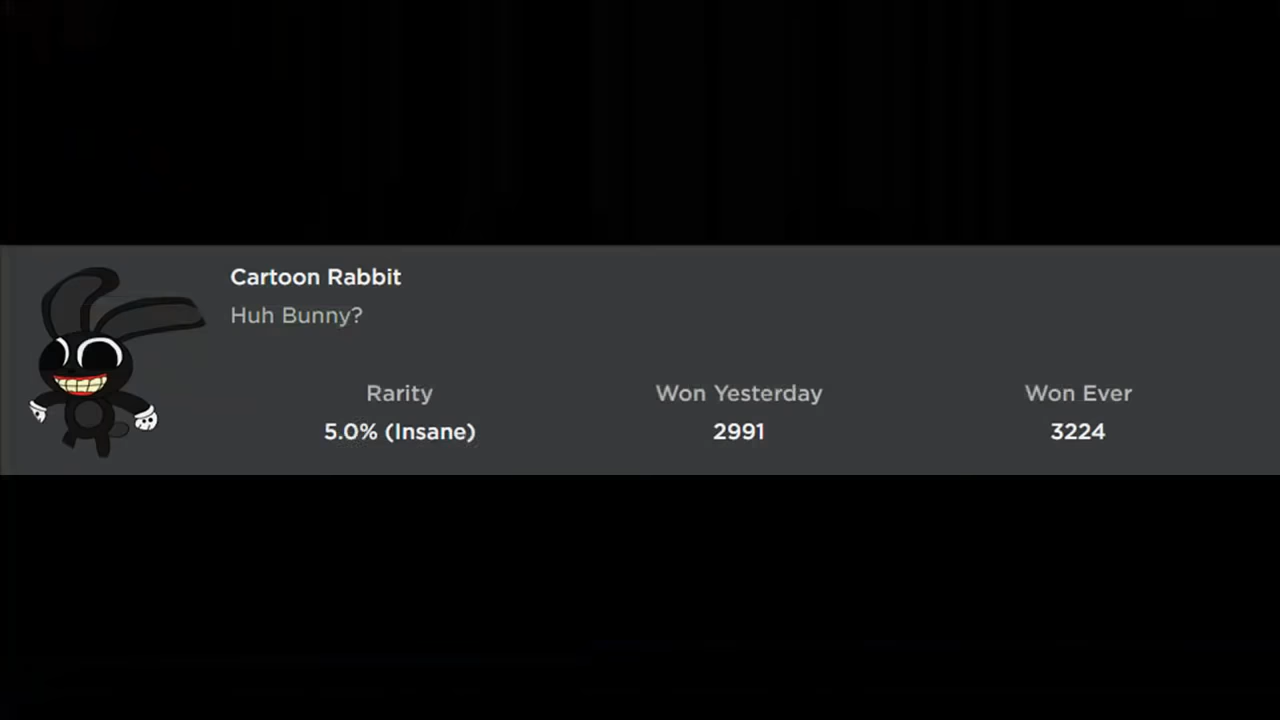 Cartoon Rabbit
Huh Bunny?
Rarity Won Yesterday Won Ever
5.0% (Insane) 2991 3224